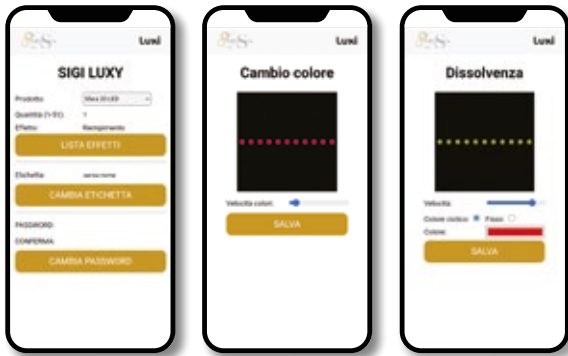 Luxi
SIGI LUXY
Prodotto:
Quantità (1-51): 1
Effetto: Riempimento
LISTA EFFETTI
Etichetta: senza nome
CAMBIA ETICHETTA
PASSWORD
CONFERMA
CAMBIA PASSWORD
Luxi
Cambio colore
Velocità colori:
SALVA
Luxi
Dissolvenza
Velocità:
Colore ciclico: Fisso:
Colore:
SALVA